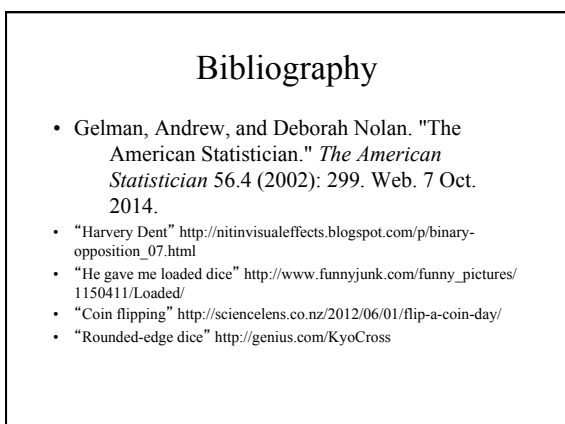 Bibliography
• Gelman, Andrew, and Deborah Nolan. "The
American Statistician." The American
Statistician 56.4 (2002): 299. Web. 7 Oct.
2014.
• “Harvery Dent” http://nitinvisualeffects.blogspot.com/p/binary-
opposition_07.html
• “He gave me loaded dice” http://www.funnyjunk.com/funny_pictures/
1150411/Loaded/
• “Coin flipping” http://sciencelens.co.nz/2012/06/01/flip-a-coin-day/
• “Rounded-edge dice” http://genius.com/KyoCross